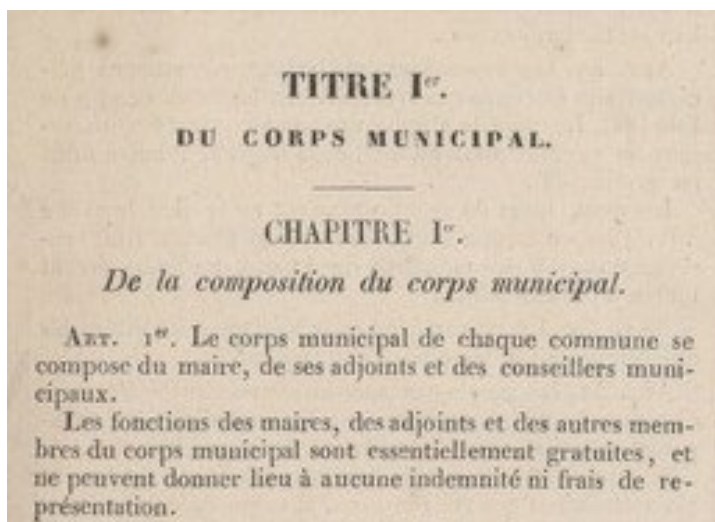 TITRE Ier.
DU CORPS MUNICIPAL.
CHAPITRE Ier.
De la composition du corps municipal.
ART. 1er. Le corps municipal de chaque commune se
compose du maire, de ses adjoints et des conseillers muni-
cipaux.
Les fonctions des maires, des adjoints et des autres mem-
bres du corps municipal sont essentiellement gratuites, et
ne peuvent donner lieu à aucune indemnité ni frais de re-
présentation.